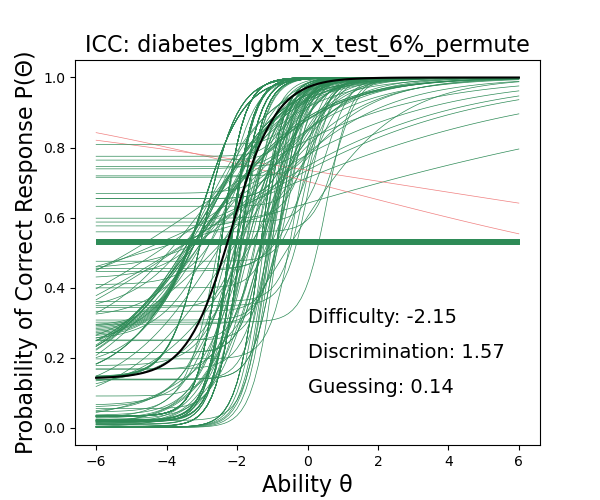 ICC: diabetes_lgbm_x_test_6%_permute
Probability of Correct Response P(Θ)
1.0
0.8
0.6
0.4
0.2
0.0
Difficulty: -2.15
Discrimination: 1.57
Guessing: 0.14
−6 −4 −2 0 2 4 6
Ability θ